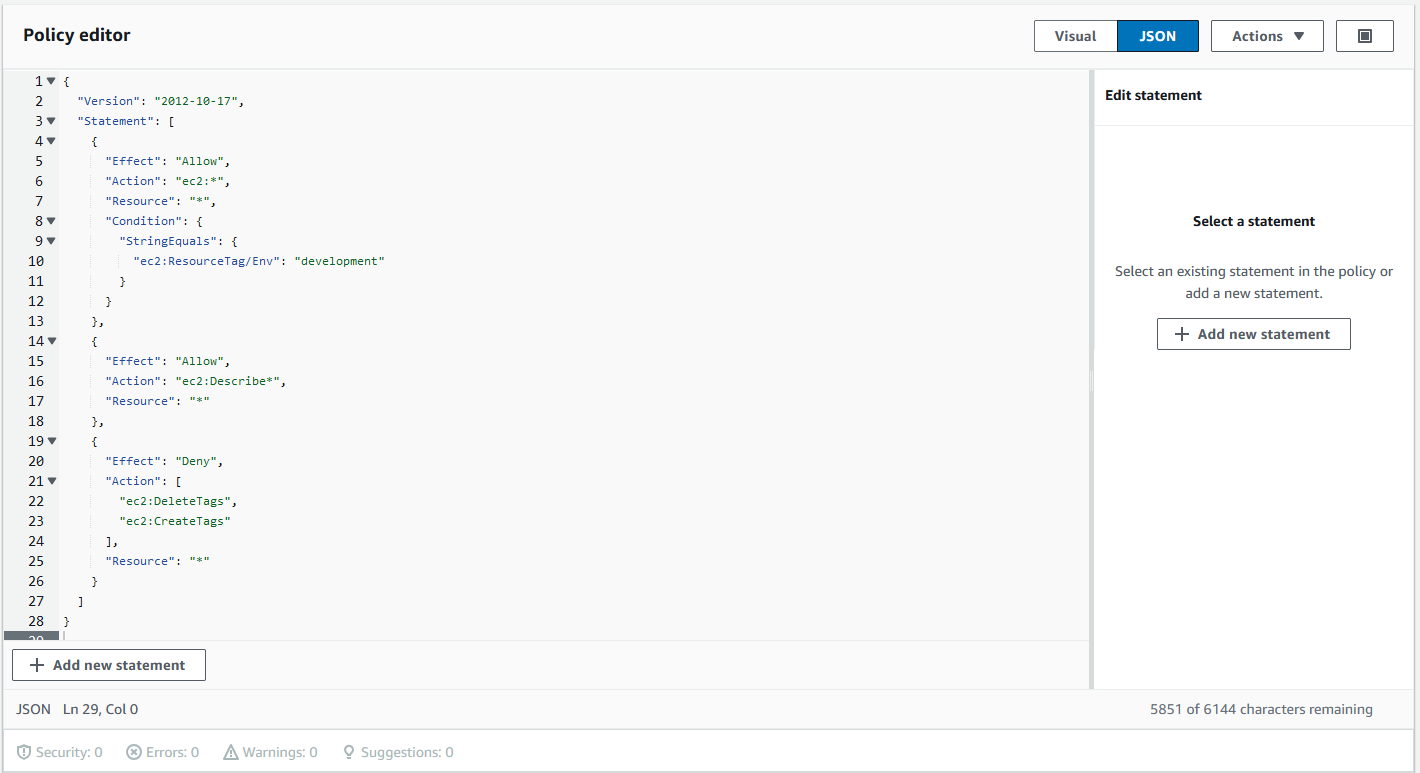 Policy editor
Visual
JSON
Actions
1 {
2 "Version": "2012-10-17",
3 "Statement": [
4 {
5 "Effect": "Allow",
6 "Action": "ec2:*",
7 "Resource": "*",
8 "Condition": {
9 "StringEquals": {
10 "ec2:ResourceTag/Env": "development"
11 }
12 }
13 },
14 {
15 "Effect": "Allow",
16 "Action": "ec2:Describe*",
17 "Resource": "*"
18 },
19 {
20 "Effect": "Deny",
21 "Action": [
22 "ec2:DeleteTags",
23 "ec2:CreateTags"
24 ],
25 "Resource": "*"
26 }
27 ]
28 }
29
+ Add new statement
Edit statement
Select a statement
Select an existing statement in the policy or
add a new statement.
+ Add new statement
JSON Ln 29, Col 0
5851 of 6144 characters remaining
Security: 0
Errors: 0
Warnings: 0
Suggestions: 0